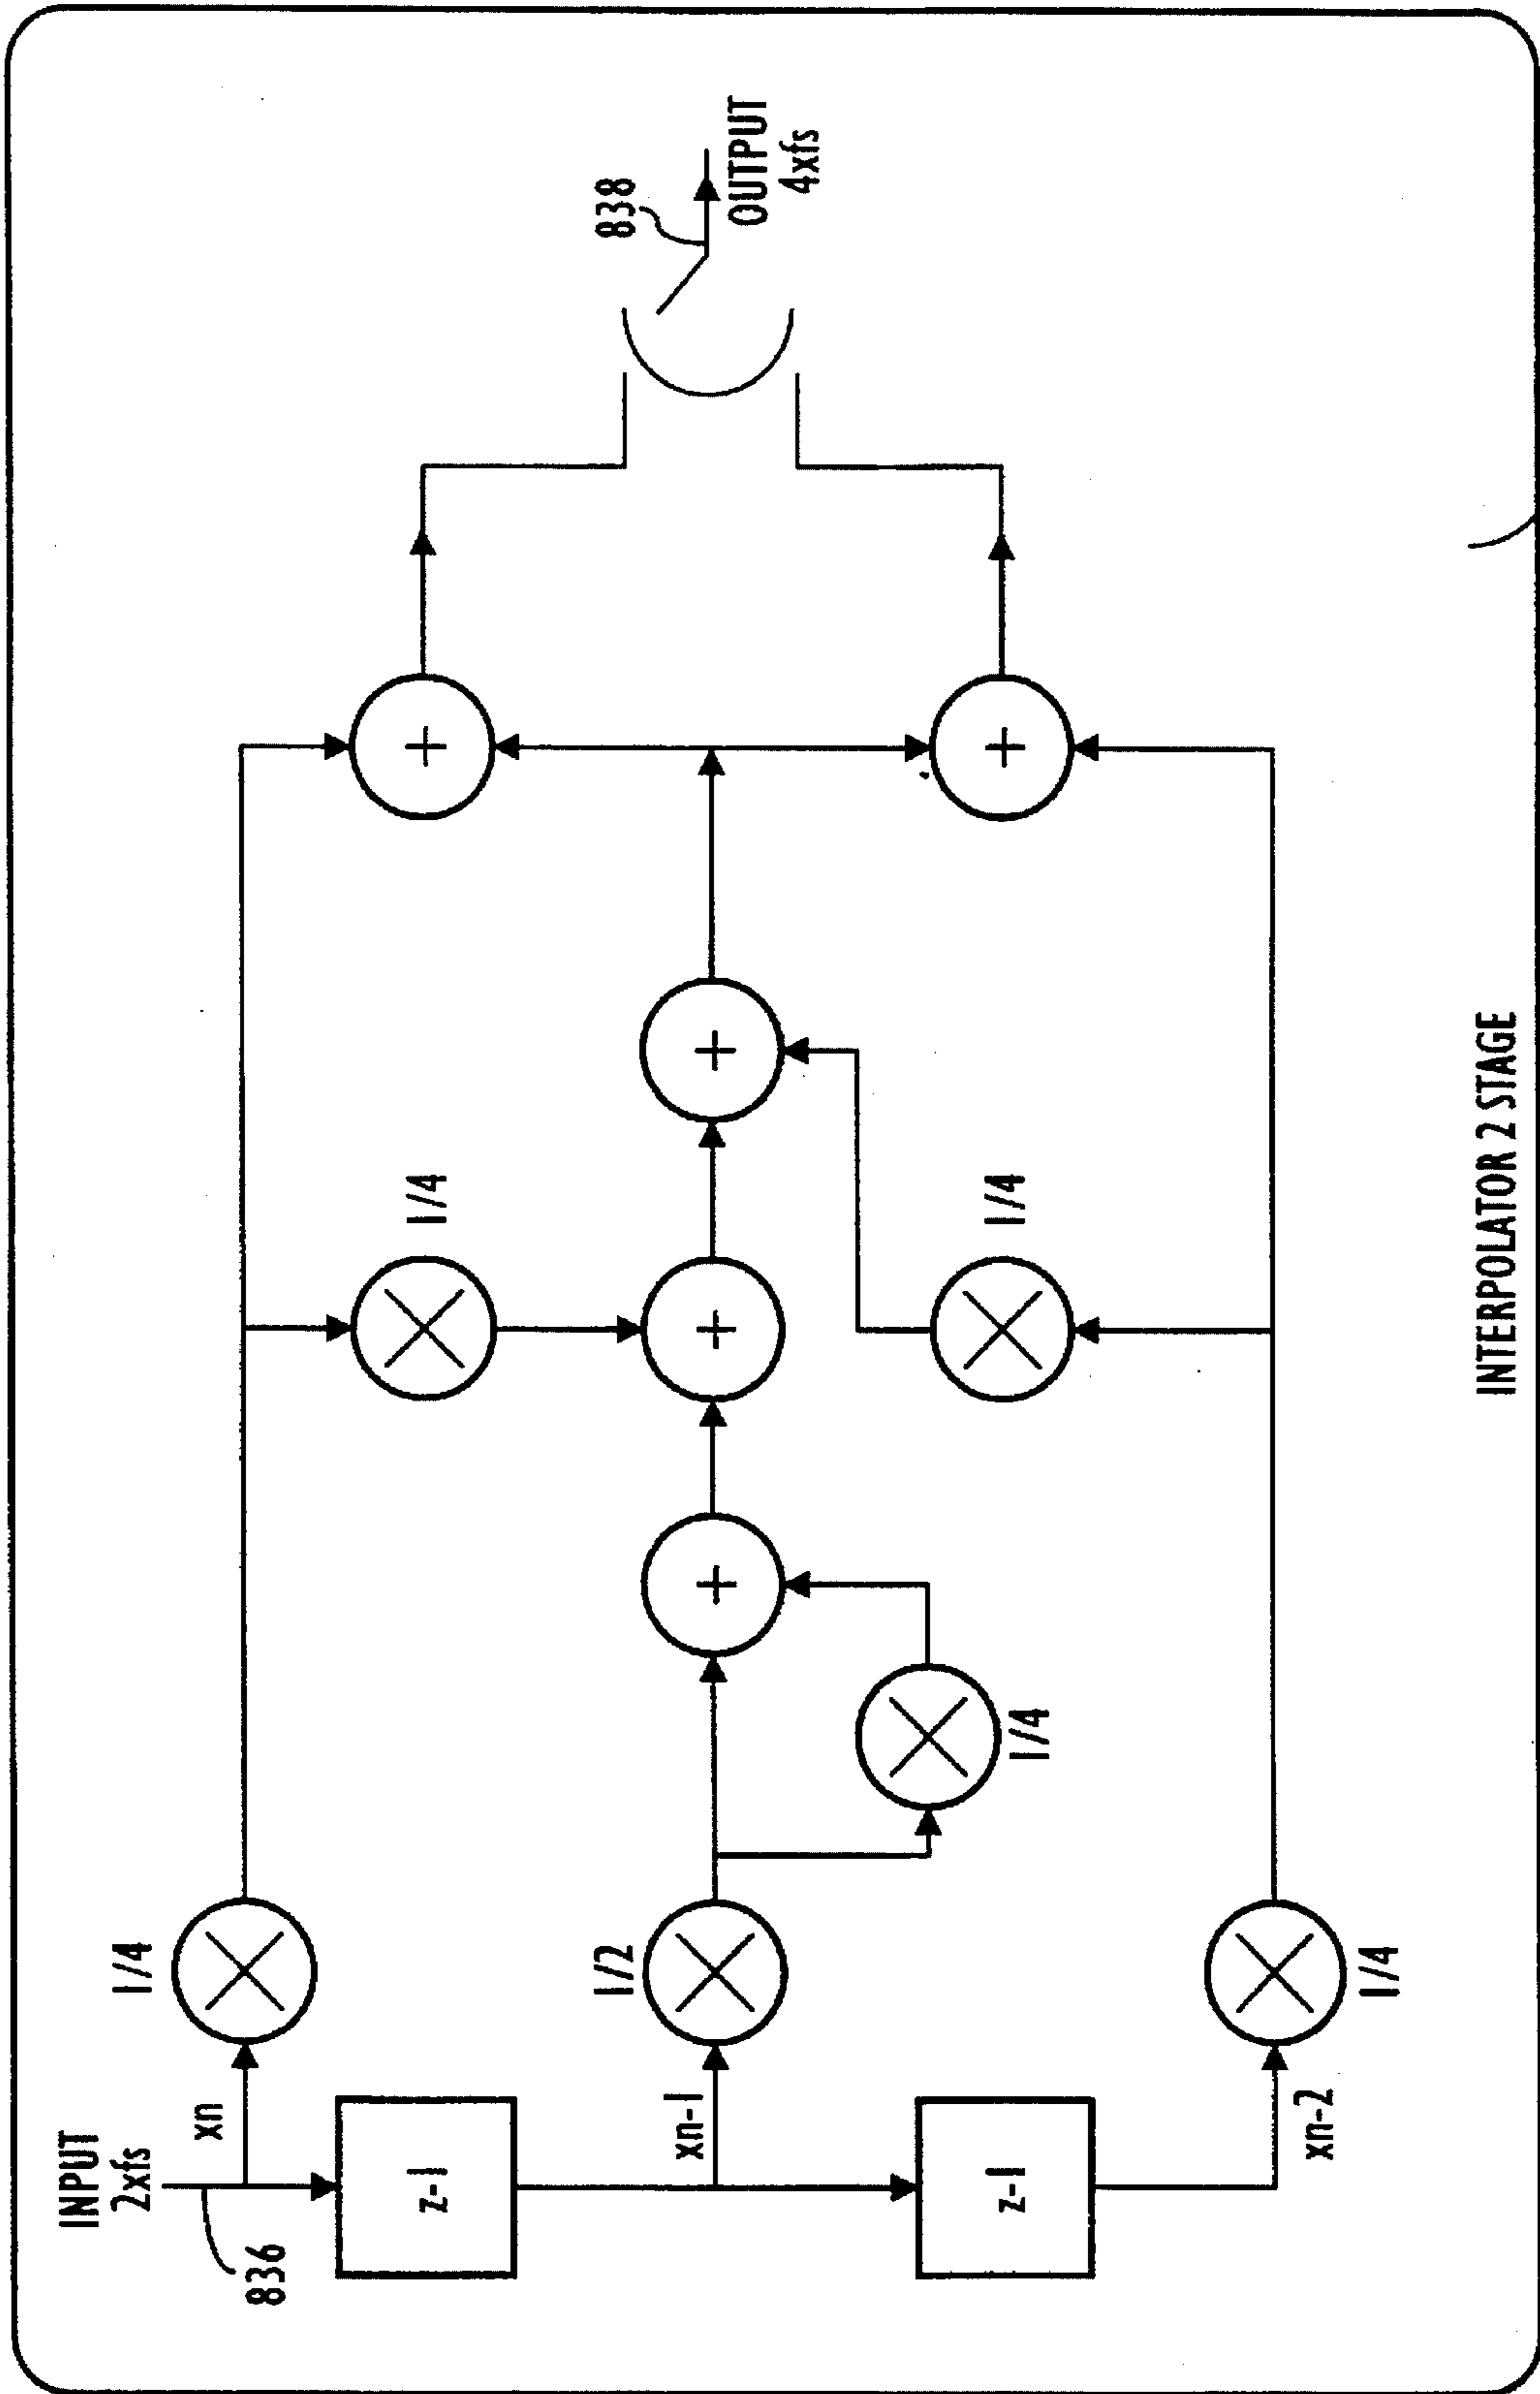 INPUT
2xfs
836
xn
z-1
xn-1
z-1
xn-2
1/4
1/2
1/4
1/4
1/4
1/4
+
+
+
+
+
838
OUTPUT
4xfs
INTERPOLATOR 2 STAGE